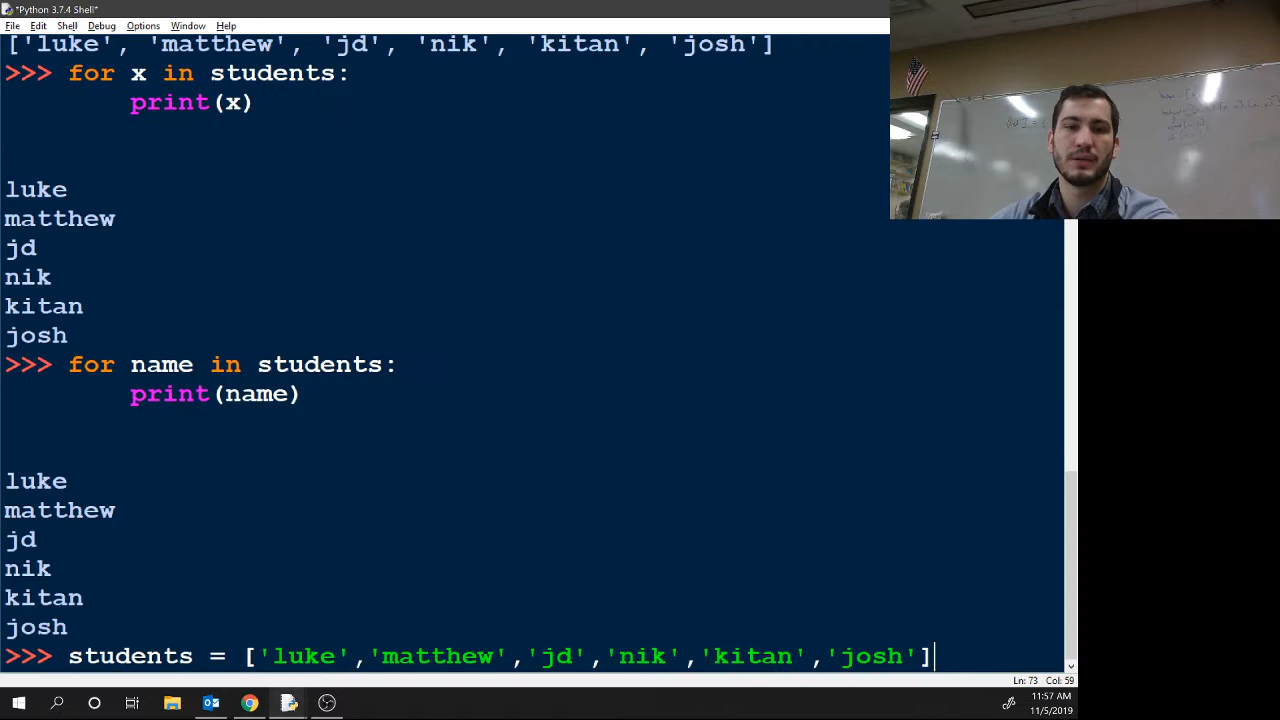 *Python 3.7.4 Shell*
File Edit Shell Debug Options Window Help
['luke', 'matthew', 'jd', 'nik', 'kitan', 'josh']
>>> for x in students:
print(x)
luke
matthew
jd
nik
kitan
josh
>>> for name in students:
print(name)
luke
matthew
jd
nik
kitan
josh
>>> students = ['luke','matthew','jd','nik','kitan','josh']
Ln: 73 Col: 59
11:57 AM
11/5/2019